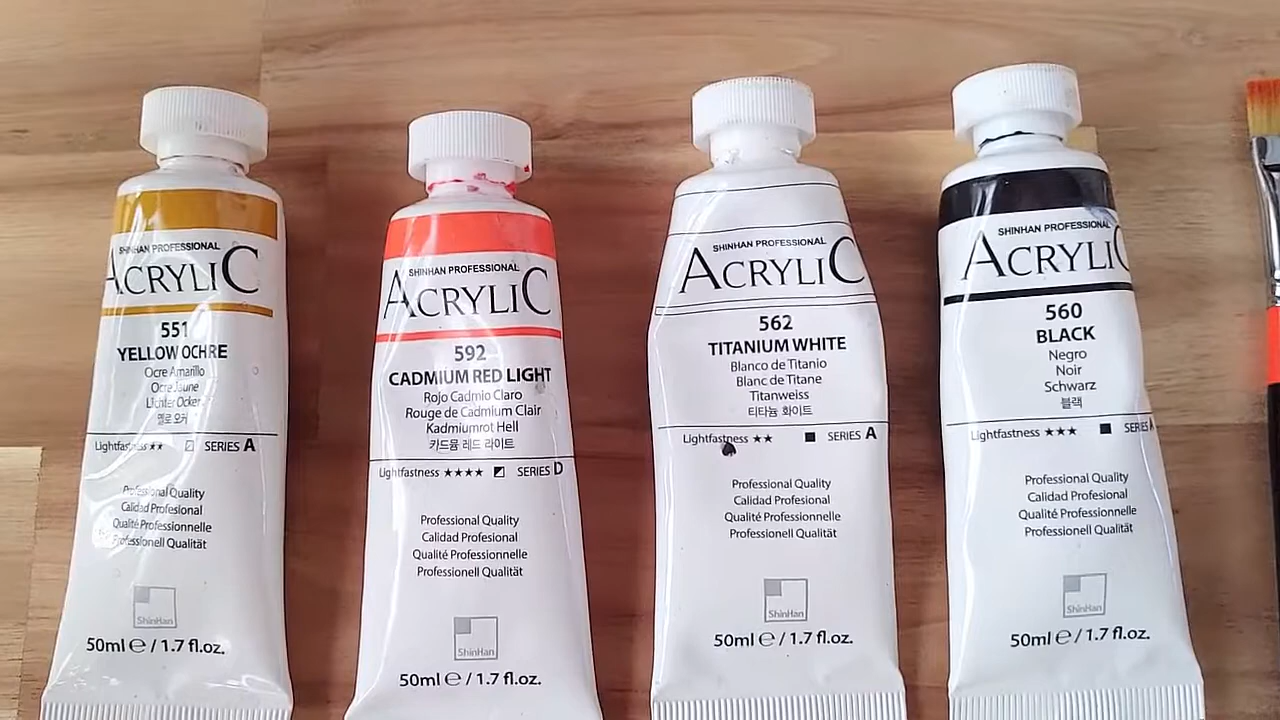 SHINHAN PROFESSIONAL
ACRYLIC
551
YELLOW OCHRE
Ocre Amarillo
Ocre Jaune
Lichter Ocker
옐로 오커
Lightfastness ★★ SERIES A
Professional Quality
Calidad Profesional
Qualité Professionnelle
Professionell Qualität
ShinHan
50ml ℮ / 1.7 fl.oz.
SHINHAN PROFESSIONAL
ACRYLIC
592
CADMIUM RED LIGHT
Rojo Cadmio Claro
Rouge de Cadmium Clair
Kadmiumrot Hell
카드뮴 레드 라이트
Lightfastness ★★★★ SERIES D
Professional Quality
Calidad Profesional
Qualité Professionnelle
Professionell Qualität
ShinHan
50ml ℮ / 1.7 fl.oz.
SHINHAN PROFESSIONAL
ACRYLIC
562
TITANIUM WHITE
Blanco de Titanio
Blanc de Titane
Titanweiss
티타늄 화이트
Lightfastness ★★ SERIES A
Professional Quality
Calidad Profesional
Qualité Professionnelle
Professionell Qualität
ShinHan
50ml ℮ / 1.7 fl.oz.
SHINHAN PROFESSIONAL
ACRYLIC
560
BLACK
Negro
Noir
Schwarz
블랙
Lightfastness ★★★ SERIES A
Professional Quality
Calidad Profesional
Qualité Professionnelle
Professionell Qualität
ShinHan
50ml ℮ / 1.7 fl.oz.